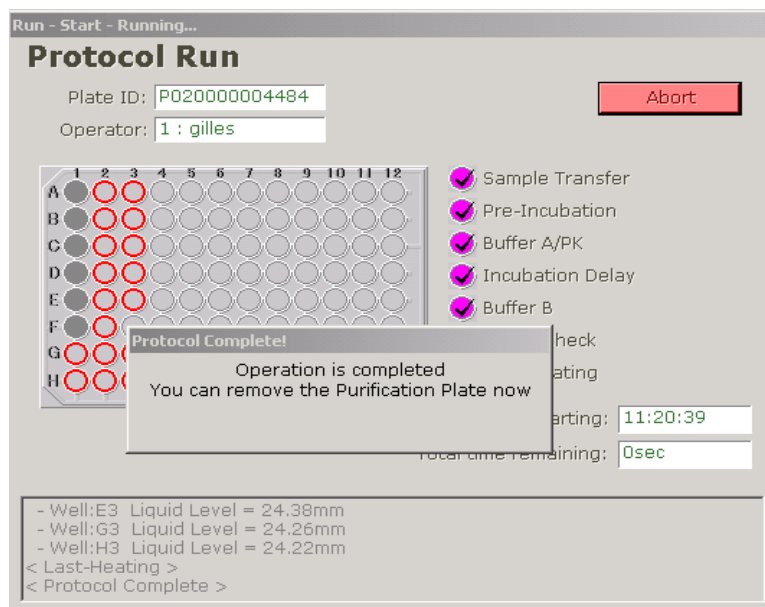 Run - Start - Running...
Protocol Run
Plate ID: P020000004484
Abort
Operator: 1 : gilles
1 2 3 4 5 6 7 8 9 10 11 12
A
B
C
D
E
F
G
H
Sample Transfer
Pre-Incubation
Buffer A/PK
Incubation Delay
Buffer B
heck
ating
Protocol Complete!
Operation is completed
You can remove the Purification Plate now
arting: 11:20:39
Total time remaining: 0sec
- Well:E3 Liquid Level = 24.38mm
- Well:G3 Liquid Level = 24.26mm
- Well:H3 Liquid Level = 24.22mm
< Last-Heating >
< Protocol Complete >